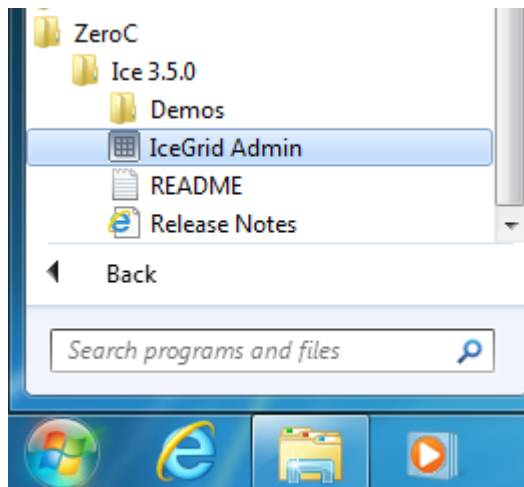 ZeroC
Ice 3.5.0
Demos
IceGrid Admin
README
Release Notes
Back
Search programs and files